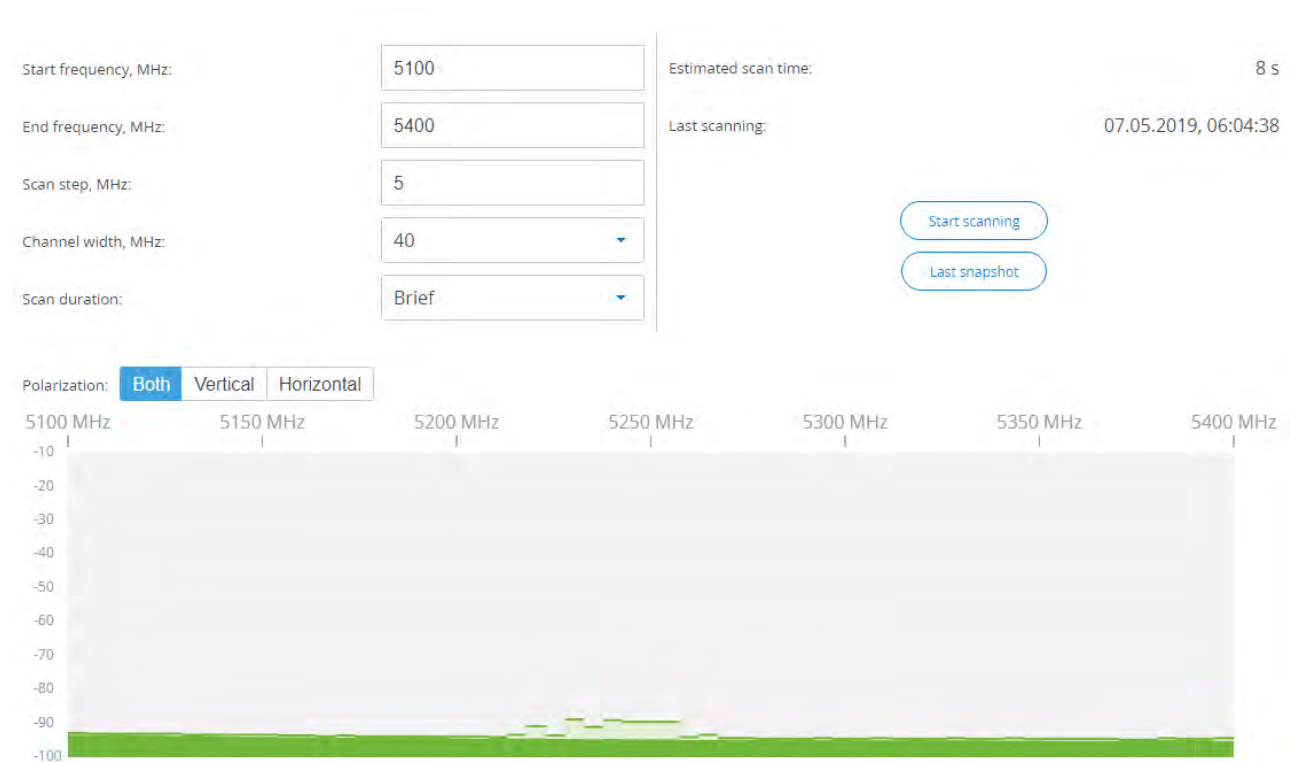 Start frequency, MHz: 5100 Estimated scan time: 8 s
End frequency, MHz: 5400 Last scanning: 07.05.2019, 06:04:38
Scan step, MHz: 5
Start scanning
Channel width, MHz: 40
Last snapshot
Scan duration: Brief
Polarization: Both Vertical Horizontal
5100 MHz 5150 MHz 5200 MHz 5250 MHz 5300 MHz 5350 MHz 5400 MHz
-10
-20
-30
-40
-50
-60
-70
-80
-90
-100